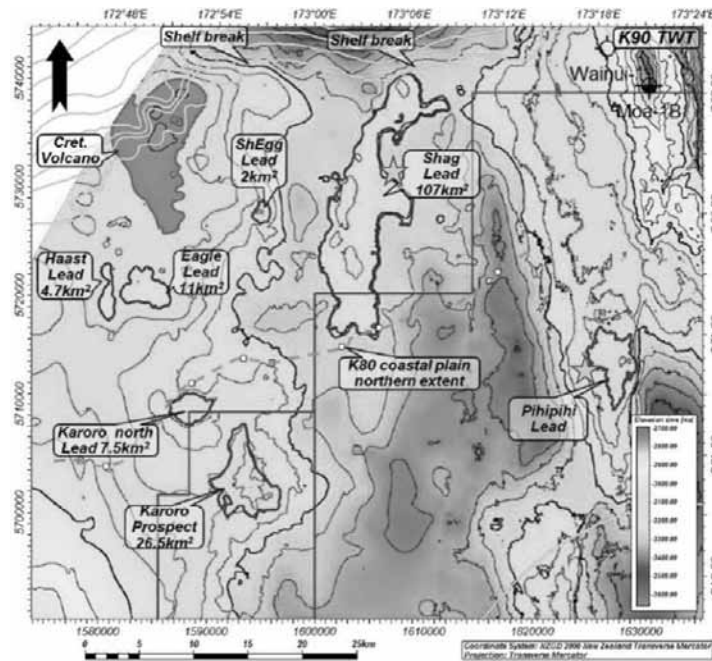 172°48'E
172°54'E
173°00'E
173°06'E
173°12'E
173°18'E
173°24'E
Shelf break
Shelf break
K90 TWT
Wainui-1
Moa-1B
Cret.
Volcano
ShEgg
Lead
2km²
Shag
Lead
107km²
Haast
Lead
4.7km²
Eagle
Lead
11km²
K80 coastal plain
northern extent
Pihipihi
Lead
Karoro north
Lead 7.5km²
Karoro
Prospect
26.5km²
5740000
5730000
5720000
5710000
5700000
Elevation time [ms]
1580000
1590000
1600000
1610000
1620000
1630000
0
5
10
15
20
25km
Coordinate System: NZGD 2000 New Zealand Transverse Mercator
Projection: Transverse Mercator